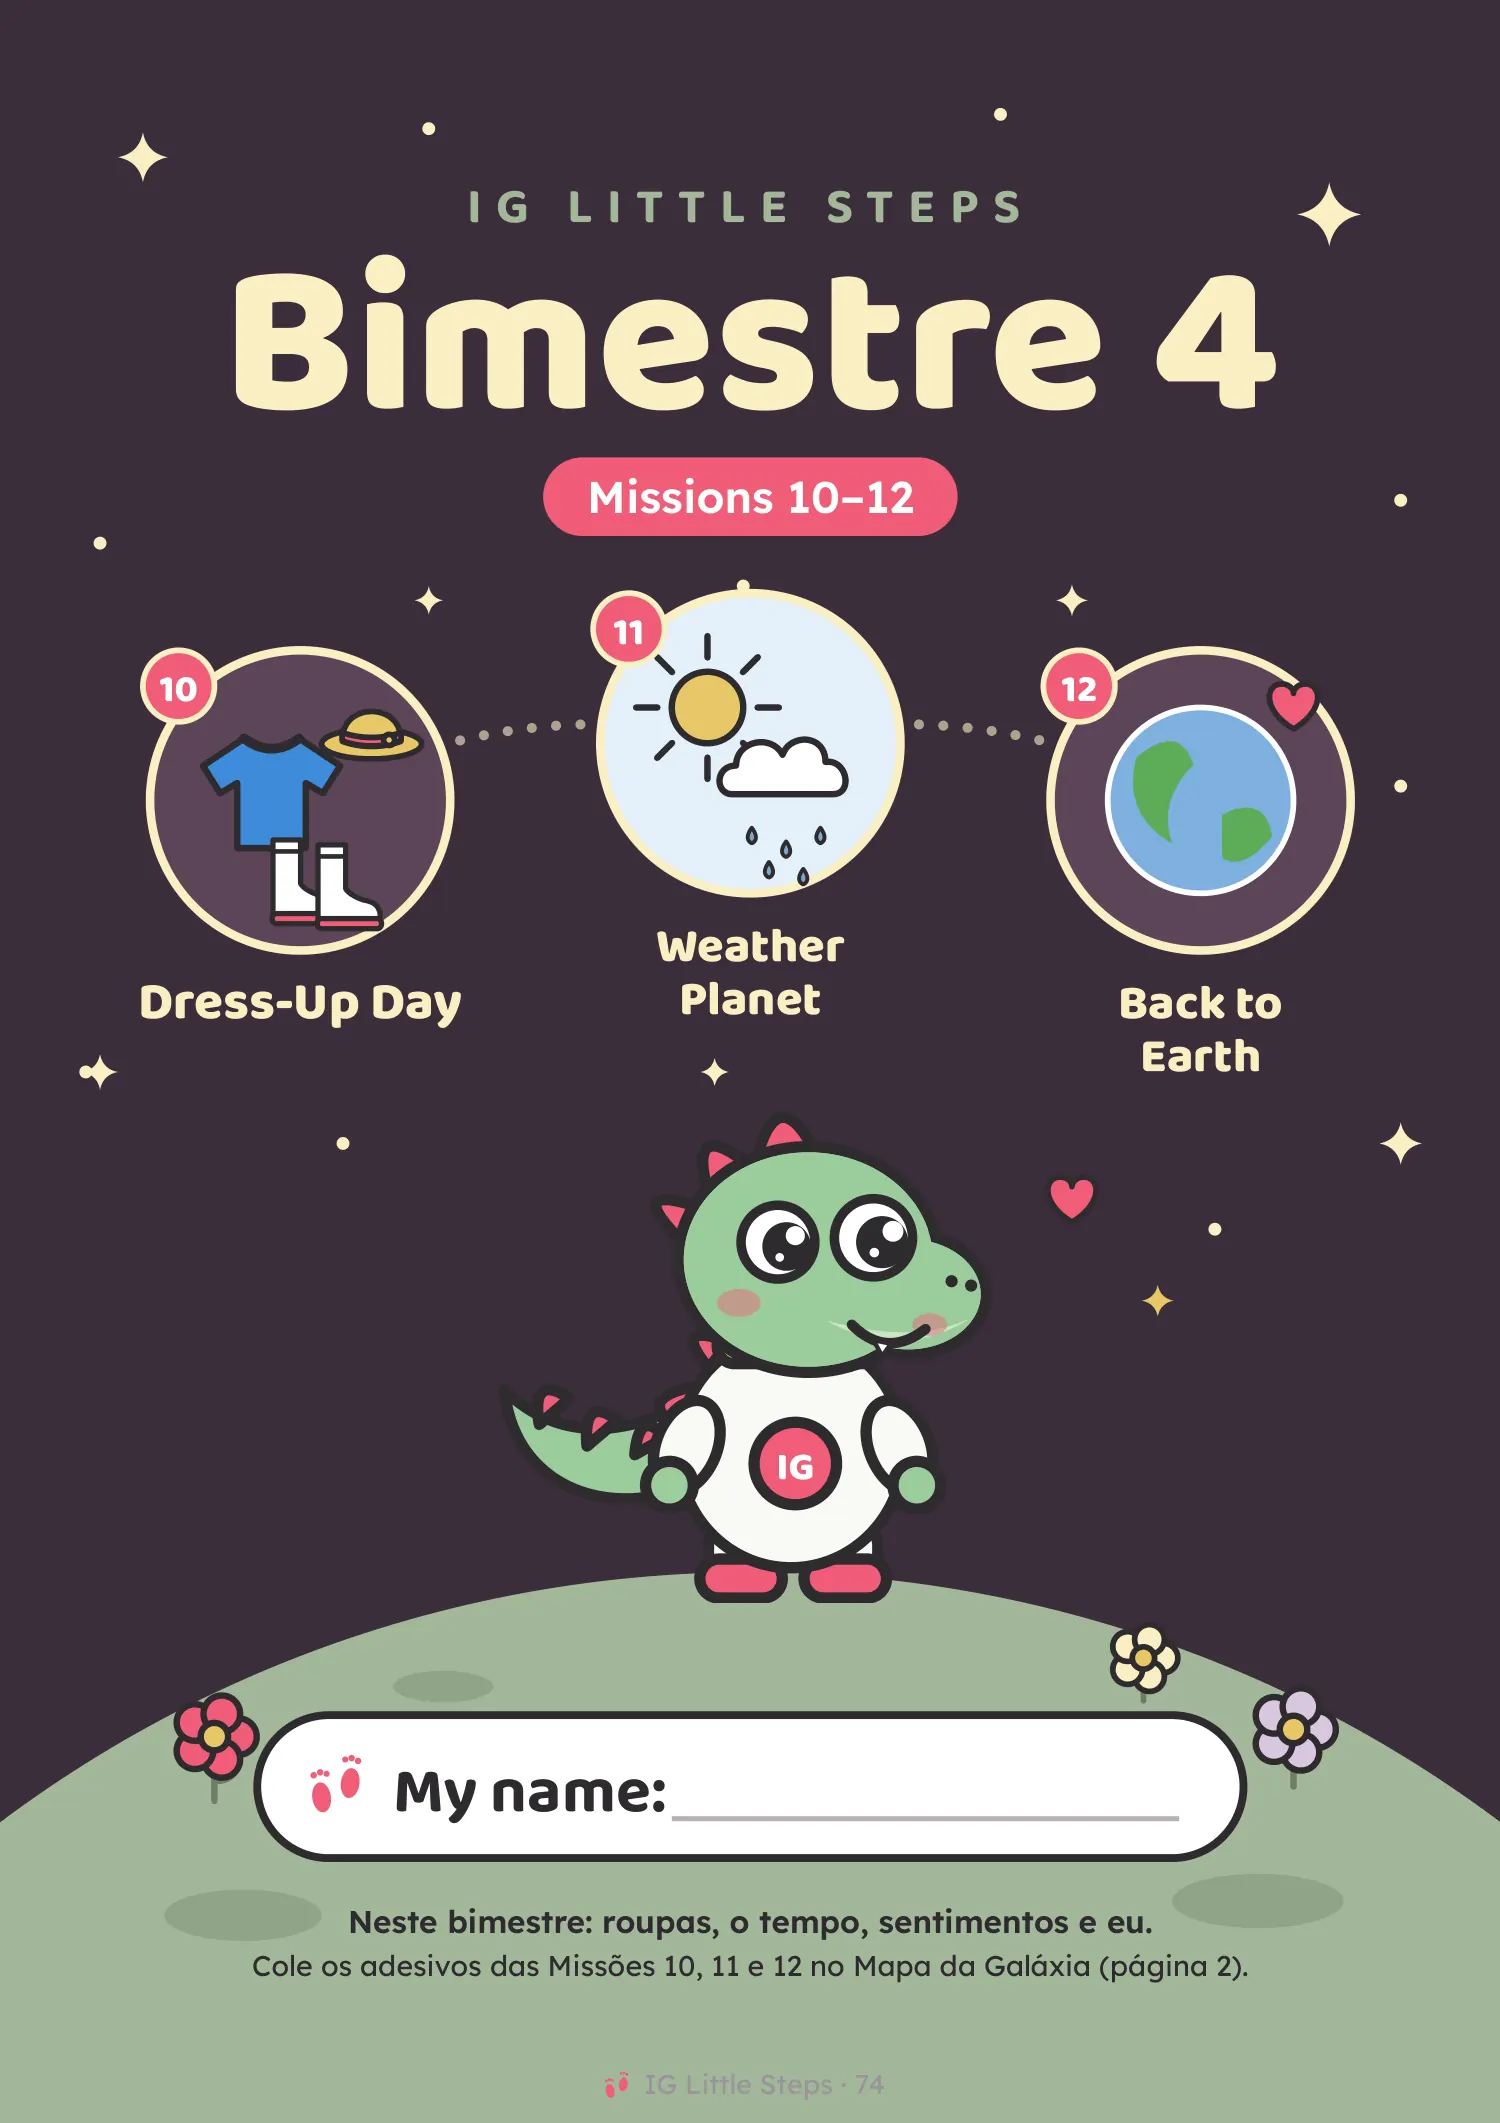 IG LITTLE STEPS
Bimestre 4
Missions 10–12
10
11
12
Dress-Up Day
Weather
Planet
Back to
Earth
IG
My name:
Neste bimestre: roupas, o tempo, sentimentos e eu.
Cole os adesivos das Missões 10, 11 e 12 no Mapa da Galáxia (página 2).
IG Little Steps · 74